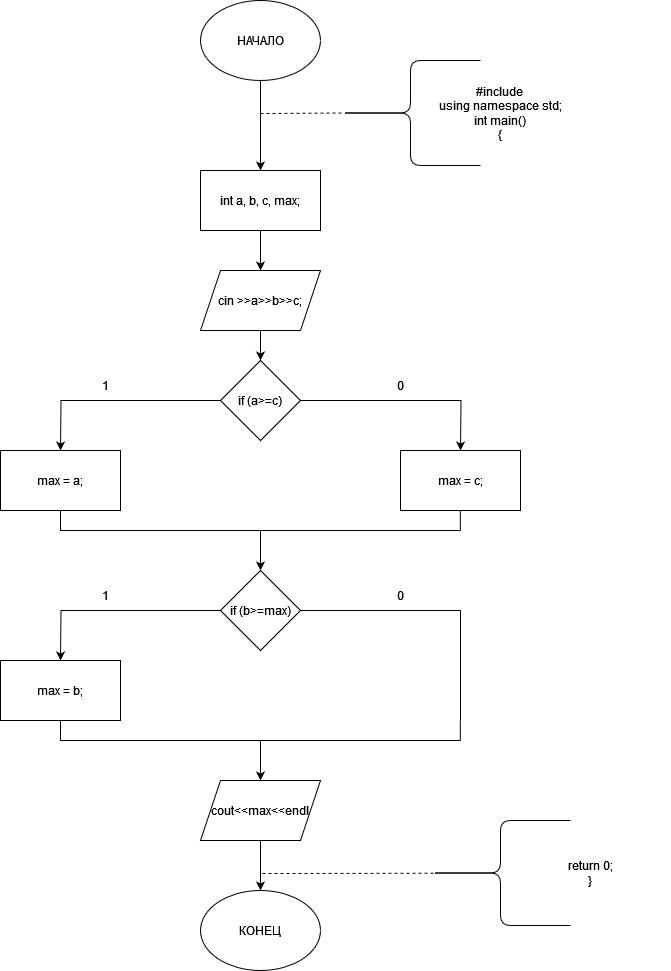 НАЧАЛО
#include
using namespace std;
int main()
{
int a, b, c, max;
cin >>a>>b>>c;
if (a>=c)
1
0
max = a;
max = c;
if (b>=max)
1
0
max = b;
cout<<max<<endl
return 0;
}
КОНЕЦ